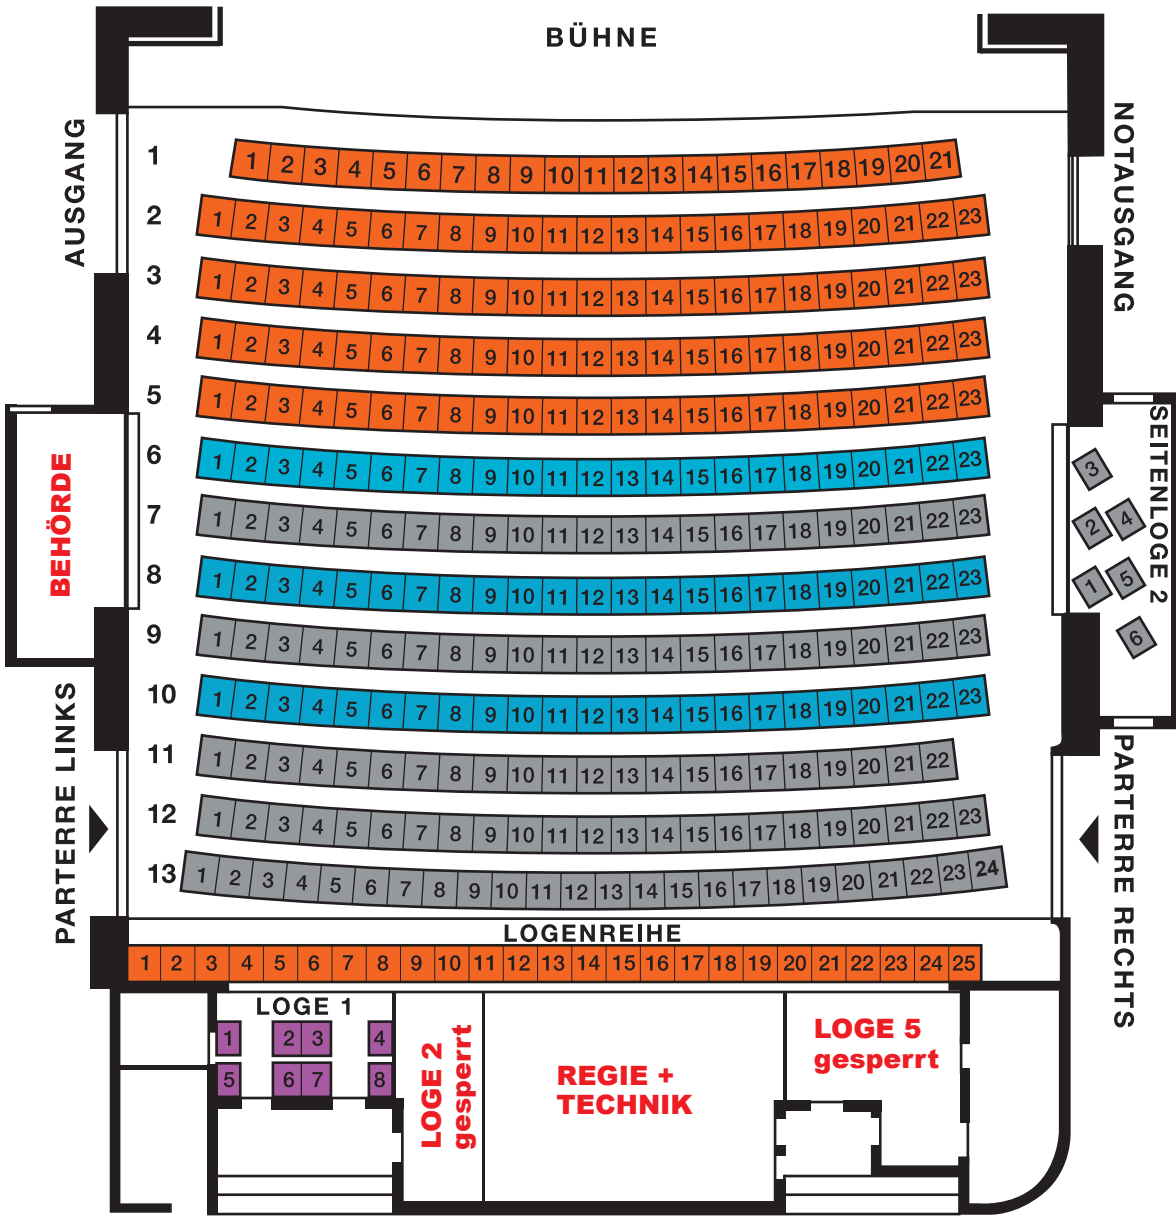 BÜHNE
AUSGANG
NOTAUSGANG
1
1 2 3 4 5 6 7 8 9 10 11 12 13 14 15 16 17 18 19 20 21
2
1 2 3 4 5 6 7 8 9 10 11 12 13 14 15 16 17 18 19 20 21 22 23
3
1 2 3 4 5 6 7 8 9 10 11 12 13 14 15 16 17 18 19 20 21 22 23
4
1 2 3 4 5 6 7 8 9 10 11 12 13 14 15 16 17 18 19 20 21 22 23
5
1 2 3 4 5 6 7 8 9 10 11 12 13 14 15 16 17 18 19 20 21 22 23
6
1 2 3 4 5 6 7 8 9 10 11 12 13 14 15 16 17 18 19 20 21 22 23
7
1 2 3 4 5 6 7 8 9 10 11 12 13 14 15 16 17 18 19 20 21 22 23
8
1 2 3 4 5 6 7 8 9 10 11 12 13 14 15 16 17 18 19 20 21 22 23
9
1 2 3 4 5 6 7 8 9 10 11 12 13 14 15 16 17 18 19 20 21 22 23
10
1 2 3 4 5 6 7 8 9 10 11 12 13 14 15 16 17 18 19 20 21 22 23
11
1 2 3 4 5 6 7 8 9 10 11 12 13 14 15 16 17 18 19 20 21 22
12
1 2 3 4 5 6 7 8 9 10 11 12 13 14 15 16 17 18 19 20 21 22 23
13
1 2 3 4 5 6 7 8 9 10 11 12 13 14 15 16 17 18 19 20 21 22 23 24
BEHÖRDE
SEITENLOGE 2
3
2 4
1 5
6
PARTERRE LINKS
PARTERRE RECHTS
LOGENREIHE
1 2 3 4 5 6 7 8 9 10 11 12 13 14 15 16 17 18 19 20 21 22 23 24 25
LOGE 1
1 2 3 4
5 6 7 8
LOGE 2
gesperrt
REGIE +
TECHNIK
LOGE 5
gesperrt